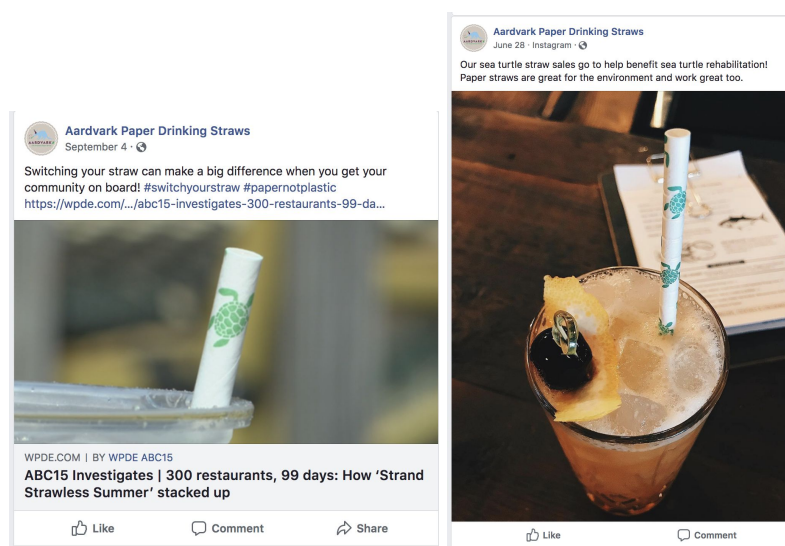 Aardvark Paper Drinking Straws
September 4 ·
Switching your straw can make a big difference when you get your
community on board! #switchyourstraw #papernotplastic
https://wpde.com/.../abc15-investigates-300-restaurants-99-da...
WPDE.COM | BY WPDE ABC15
ABC15 Investigates | 300 restaurants, 99 days: How ‘Strand
Strawless Summer’ stacked up
Like
Comment
Share
Aardvark Paper Drinking Straws
June 28 · Instagram ·
Our sea turtle straw sales go to help benefit sea turtle rehabilitation!
Paper straws are great for the environment and work great too.
Like
Comment